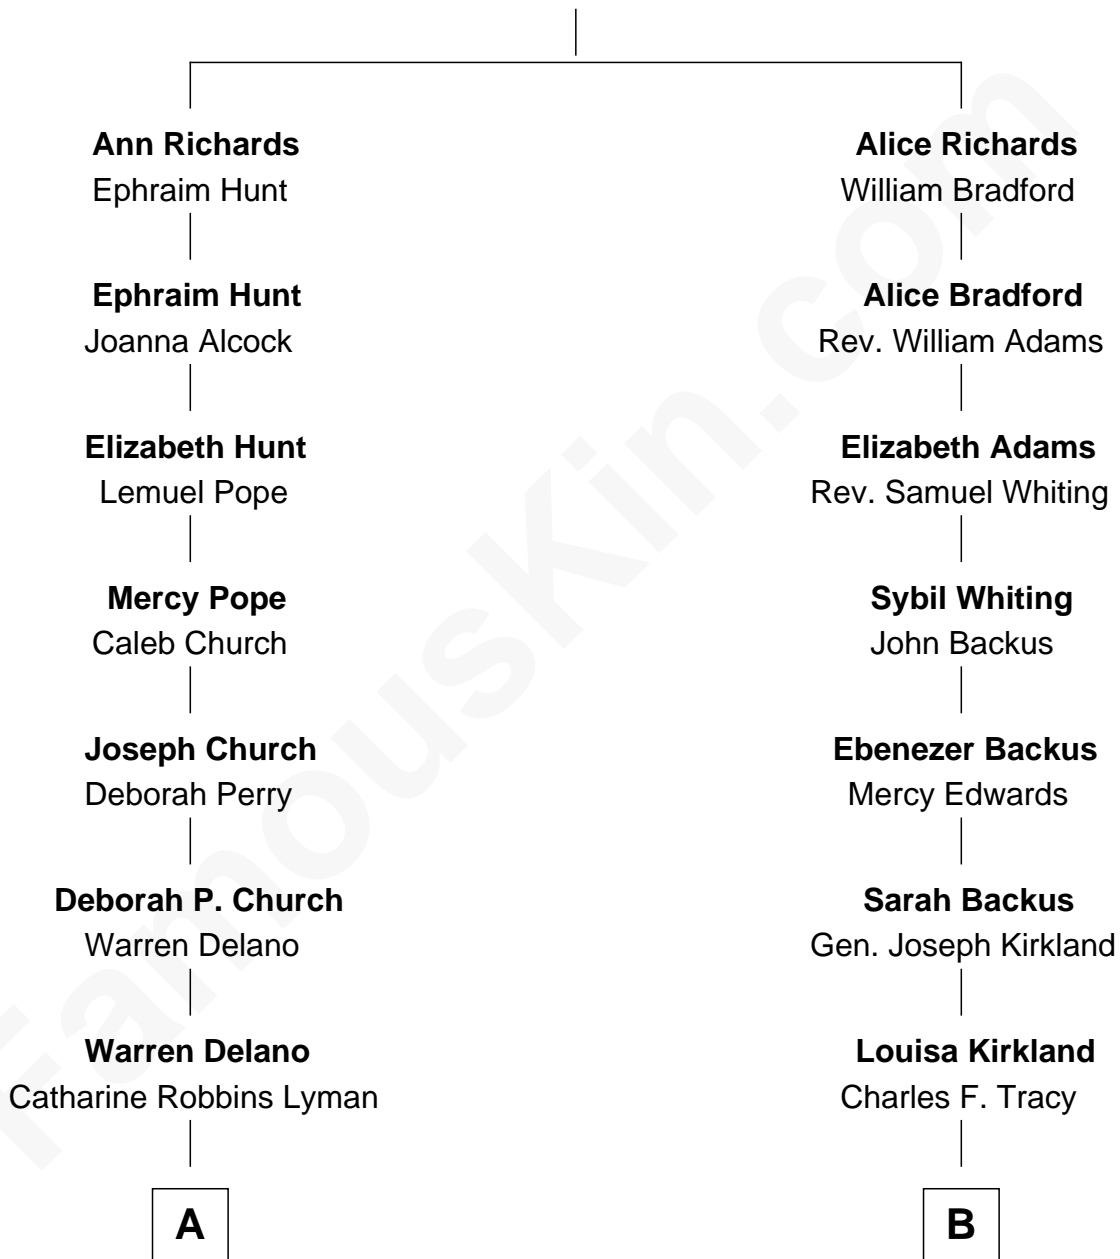 Ann Richards
Ephraim Hunt
Alice Richards
William Bradford
Ephraim Hunt
Joanna Alcock
Alice Bradford
Rev. William Adams
Elizabeth Hunt
Lemuel Pope
Elizabeth Adams
Rev. Samuel Whiting
Mercy Pope
Caleb Church
Sybil Whiting
John Backus
Joseph Church
Deborah Perry
Ebenezer Backus
Mercy Edwards
Deborah P. Church
Warren Delano
Sarah Backus
Gen. Joseph Kirkland
Warren Delano
Catharine Robbins Lyman
Louisa Kirkland
Charles F. Tracy
A
B
FamousKin.com